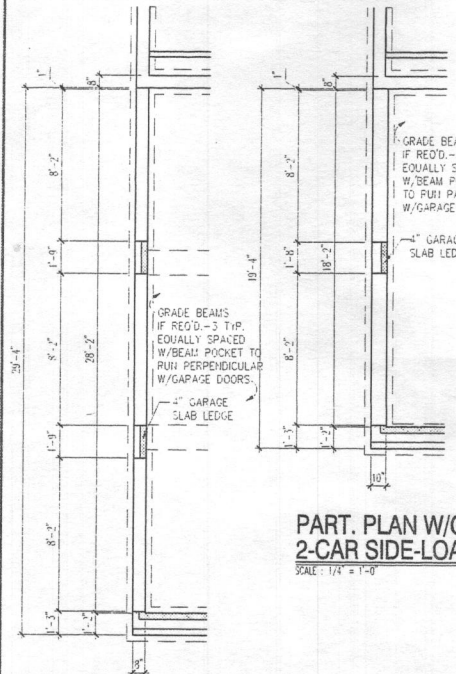 1"
8"
8'-2"
1'-9"
8'-2"
28'-2"
29'-4"
1'-9"
8'-2"
1'-3"
1'-2"
8"
GRADE BEAMS
IF REQ'D.-3 TYP.
EQUALLY SPACED
W/BEAM POCKET TO
RUN PERPENDICULAR
W/GARAGE DOORS.
4" GARAGE
SLAB LEDGE
1"
8"
8'-2"
1'-8"
18'-2"
19'-4"
8'-2"
1'-3"
1'-2"
10"
GRADE BEA
IF REQ'D.-
EQUALLY S
W/BEAM P
TO RUN PA
W/GARAGE
4" GARAG
SLAB LED
PART. PLAN W/O
2-CAR SIDE-LOA
SCALE : 1/4" = 1'-0"